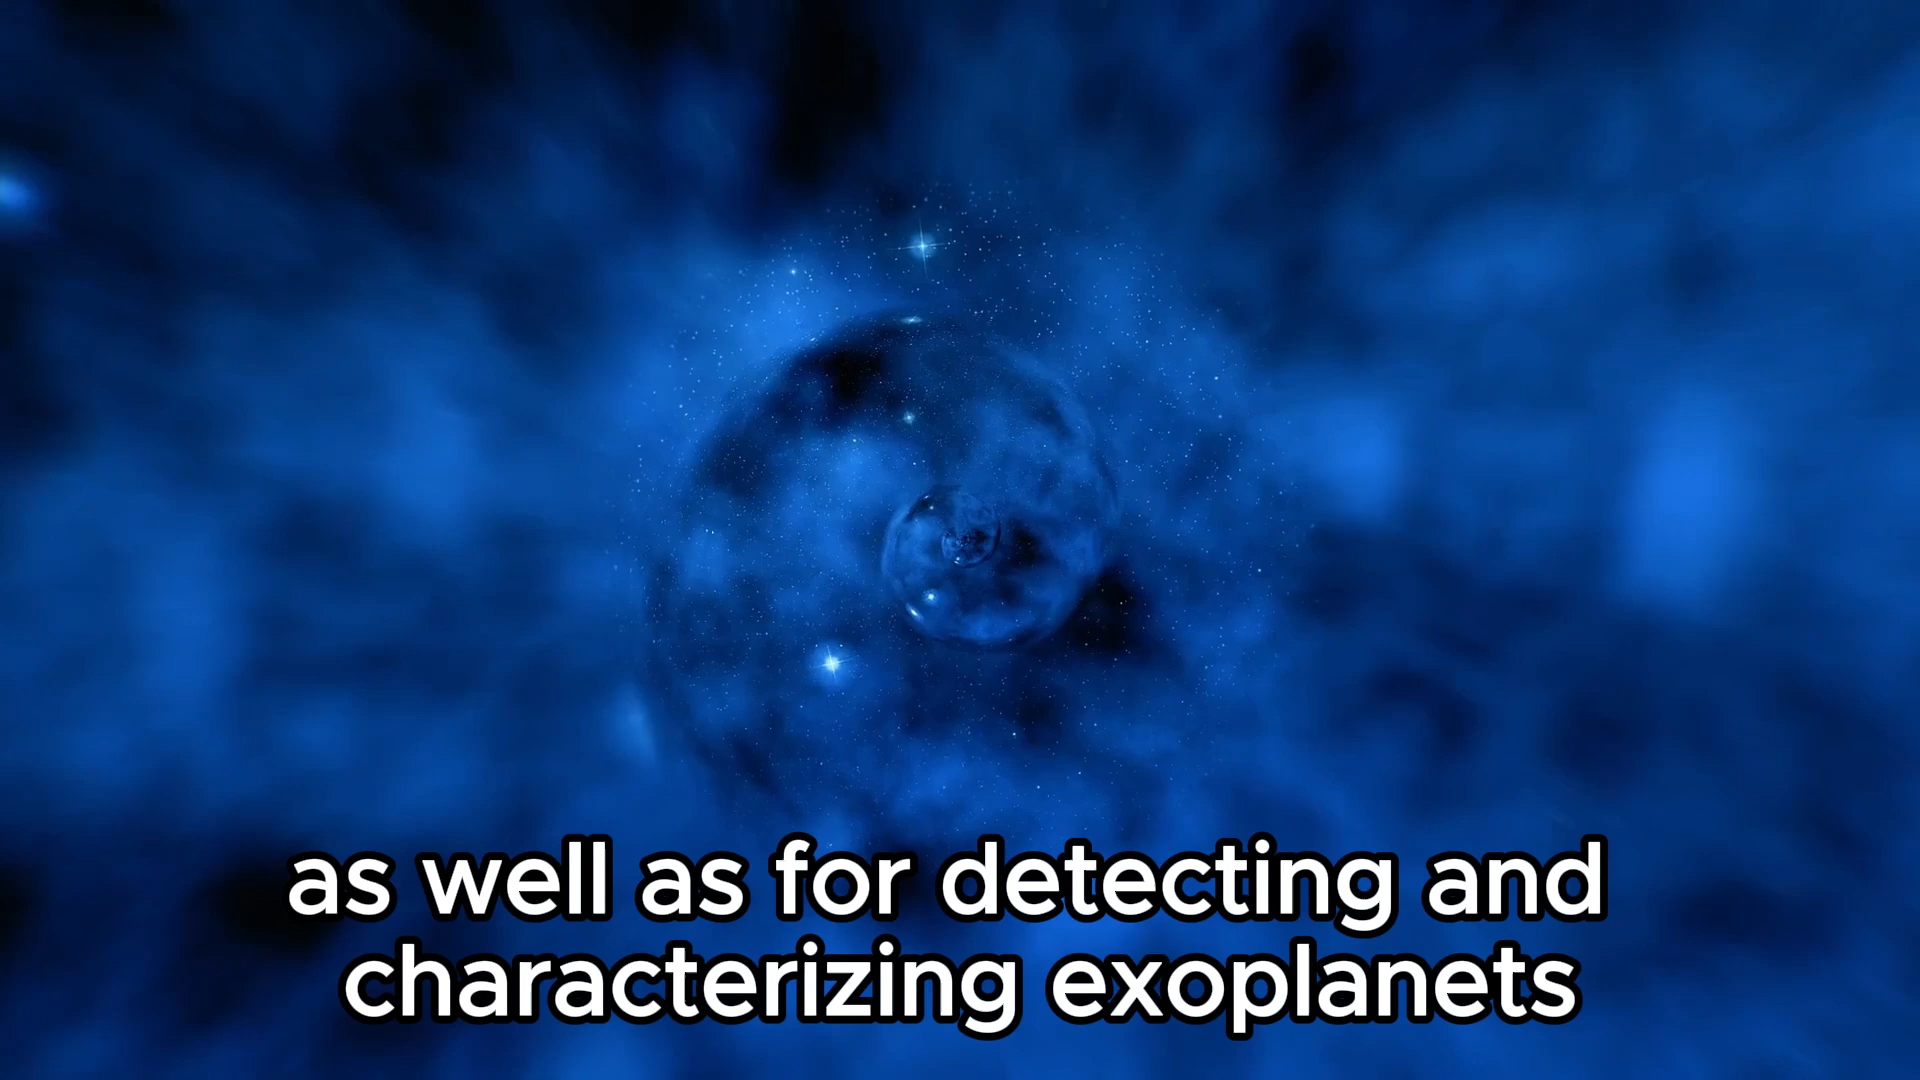 as well as for detecting and
characterizing exoplanets